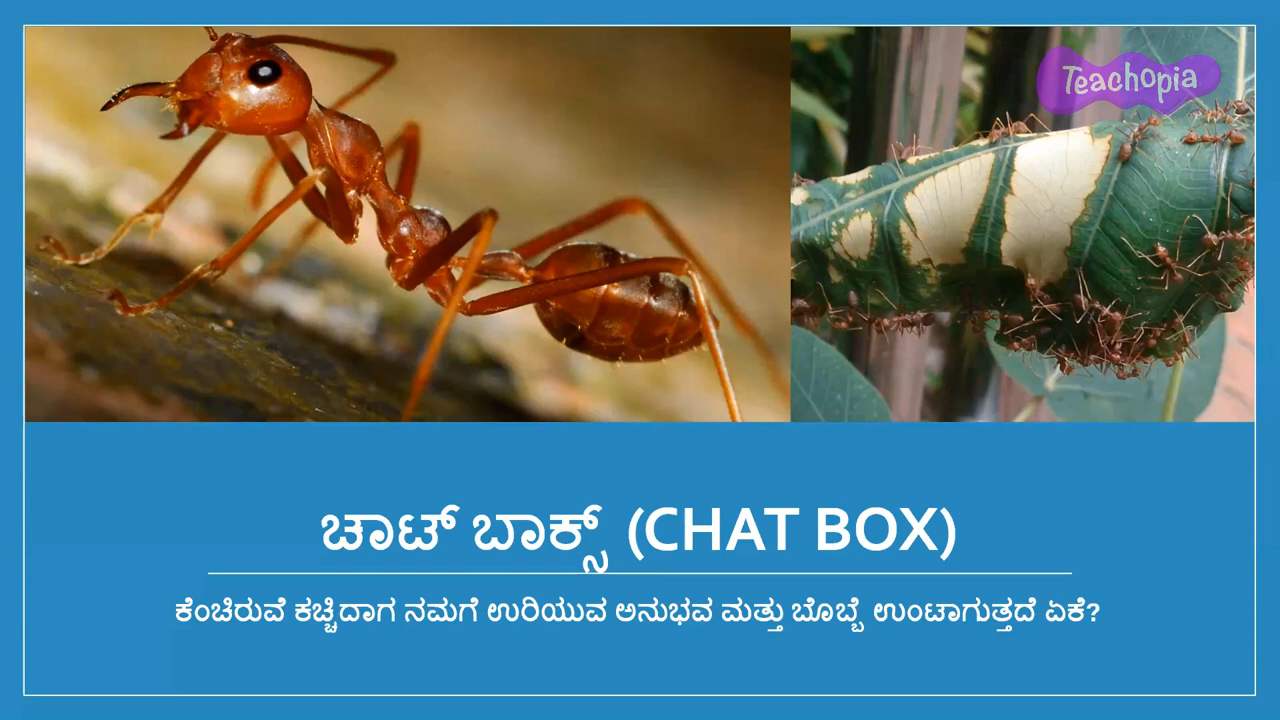 Teachopia
ಚಾಟ್ ಬಾಕ್ಸ್ (CHAT BOX)
ಕೆಂಚಿರುವೆ ಕಚ್ಚಿದಾಗ ನಮಗೆ ಉರಿಯುವ ಅನುಭವ ಮತ್ತು ಬೊಬ್ಬೆ ಉಂಟಾಗುತ್ತದೆ ಏಕೆ?